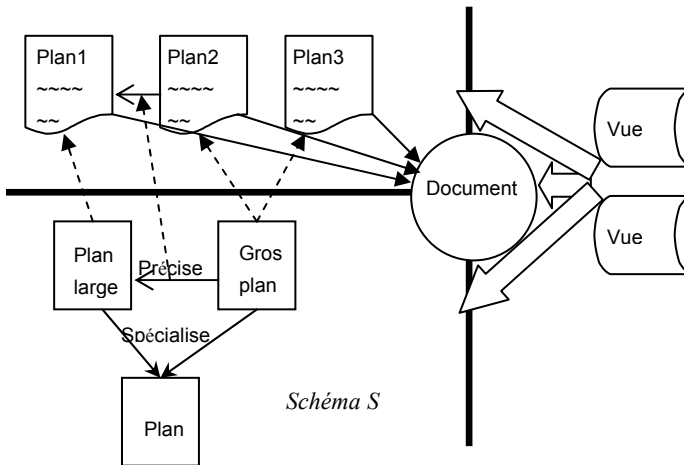 Plan1
~~~~
~~
Plan2
~~~~
~~
Plan3
~~~~
~~
Document
Vue
Vue
Plan
large
Précise
Gros
plan
Spécialise
Plan
Schéma S